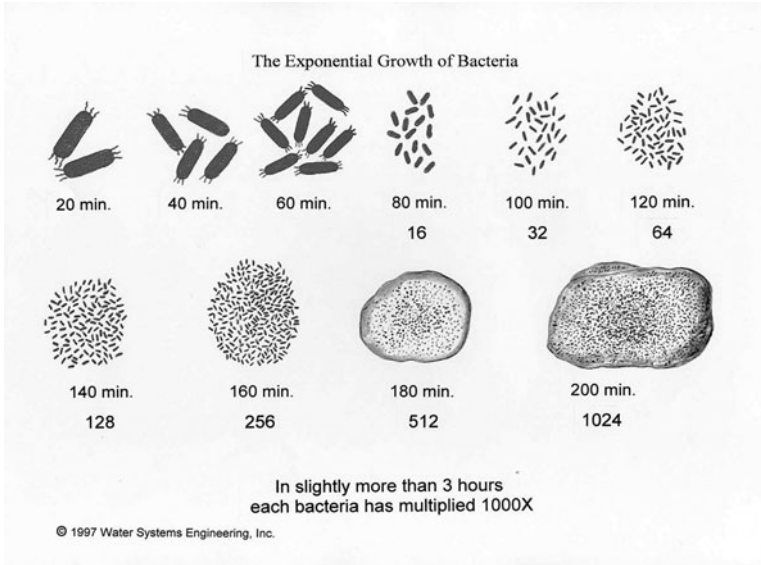 The Exponential Growth of Bacteria
20 min. 40 min. 60 min. 80 min. 100 min. 120 min.
16 32 64
140 min. 160 min. 180 min. 200 min.
128 256 512 1024
In slightly more than 3 hours
each bacteria has multiplied 1000X
© 1997 Water Systems Engineering, Inc.